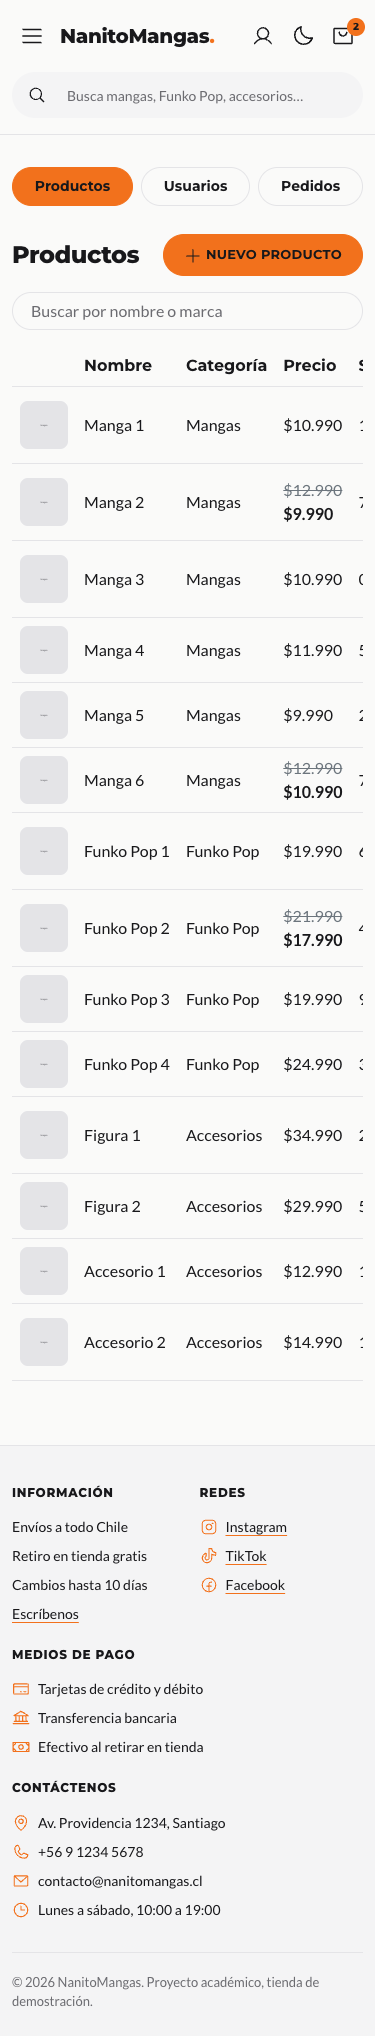 NanitoMangas.
2
Busca mangas, Funko Pop, accesorios...
Productos Usuarios Pedidos
Productos
NUEVO PRODUCTO
Buscar por nombre o marca
Nombre Categoría Precio
Manga 1 Mangas $10.990
Manga 2 Mangas $12.990
$9.990
Manga 3 Mangas $10.990
Manga 4 Mangas $11.990
Manga 5 Mangas $9.990
Manga 6 Mangas $12.990
$10.990
Funko Pop 1 Funko Pop $19.990
Funko Pop 2 Funko Pop $21.990
$17.990
Funko Pop 3 Funko Pop $19.990
Funko Pop 4 Funko Pop $24.990
Figura 1 Accesorios $34.990
Figura 2 Accesorios $29.990
Accesorio 1 Accesorios $12.990
Accesorio 2 Accesorios $14.990
INFORMACIÓN
Envíos a todo Chile
Retiro en tienda gratis
Cambios hasta 10 días
Escríbenos
REDES
Instagram
TikTok
Facebook
MEDIOS DE PAGO
Tarjetas de crédito y débito
Transferencia bancaria
Efectivo al retirar en tienda
CONTÁCTENOS
Av. Providencia 1234, Santiago
+56 9 1234 5678
contacto@nanitomangas.cl
Lunes a sábado, 10:00 a 19:00
© 2026 NanitoMangas. Proyecto académico, tienda de
demostración.